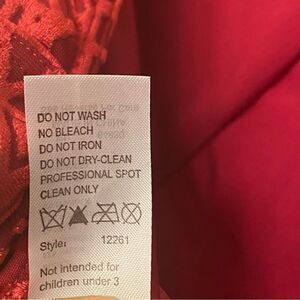 DO NOT WASH
NO BLEACH
DO NOT IRON
DO NOT DRY-CLEAN
PROFESSIONAL SPOT
CLEAN ONLY
Style: 12261
Not intended for
children under 3